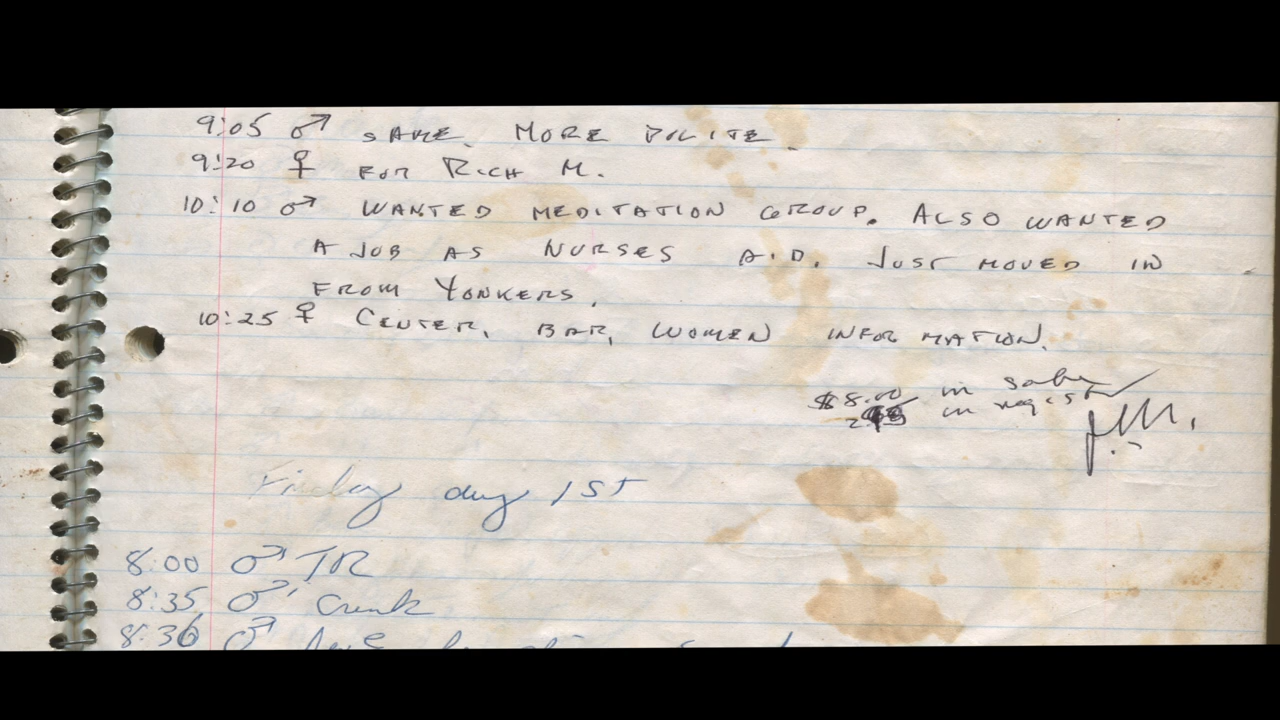 9:05 ♂ SAME. MORE POLITE.
9:20 ♀ FOR RICH M.
10:10 ♂ WANTED MEDITATION GROUP. ALSO WANTED
A JOB AS NURSES A.D. JUST MOVED IN
FROM YONKERS.
10:25 ♀ CENTER, BAR, WOMEN INFORMATION.
$8.00 in safe
in regist
Friday aug 1st
8:00 ♂ TR
8:35 ♂ Crank
8:36 ♂